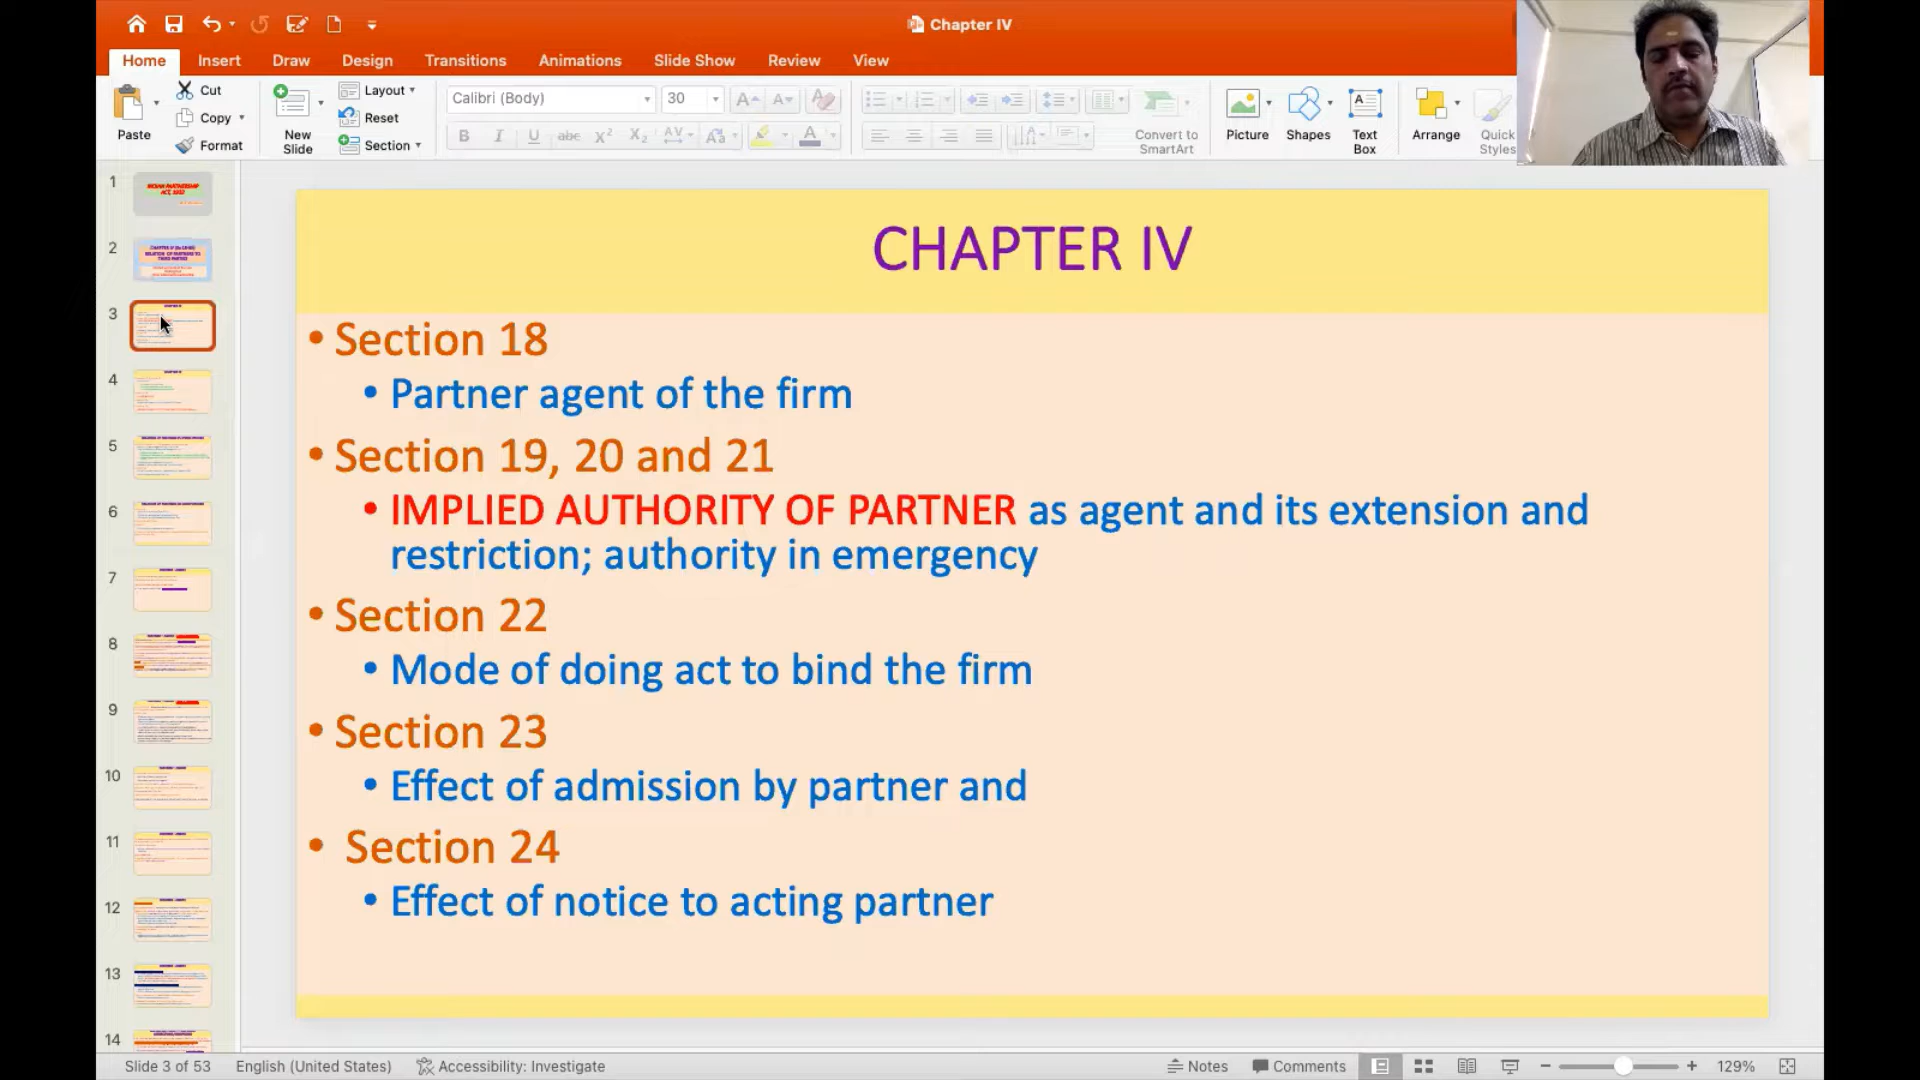 Chapter IV
Home Insert Draw Design Transitions Animations Slide Show Review View
Paste
Cut
Copy
Format
New
Slide
Layout
Reset
Section
Calibri (Body) 30
Convert to
SmartArt
Picture
Shapes
Text
Box
Arrange
Quick
Styles
1
2
3
4
5
6
7
8
9
10
11
12
13
14
CHAPTER IV
• Section 18
• Partner agent of the firm
• Section 19, 20 and 21
• IMPLIED AUTHORITY OF PARTNER as agent and its extension and
restriction; authority in emergency
• Section 22
• Mode of doing act to bind the firm
• Section 23
• Effect of admission by partner and
• Section 24
• Effect of notice to acting partner
Slide 3 of 53 English (United States) Accessibility: Investigate Notes Comments 129%